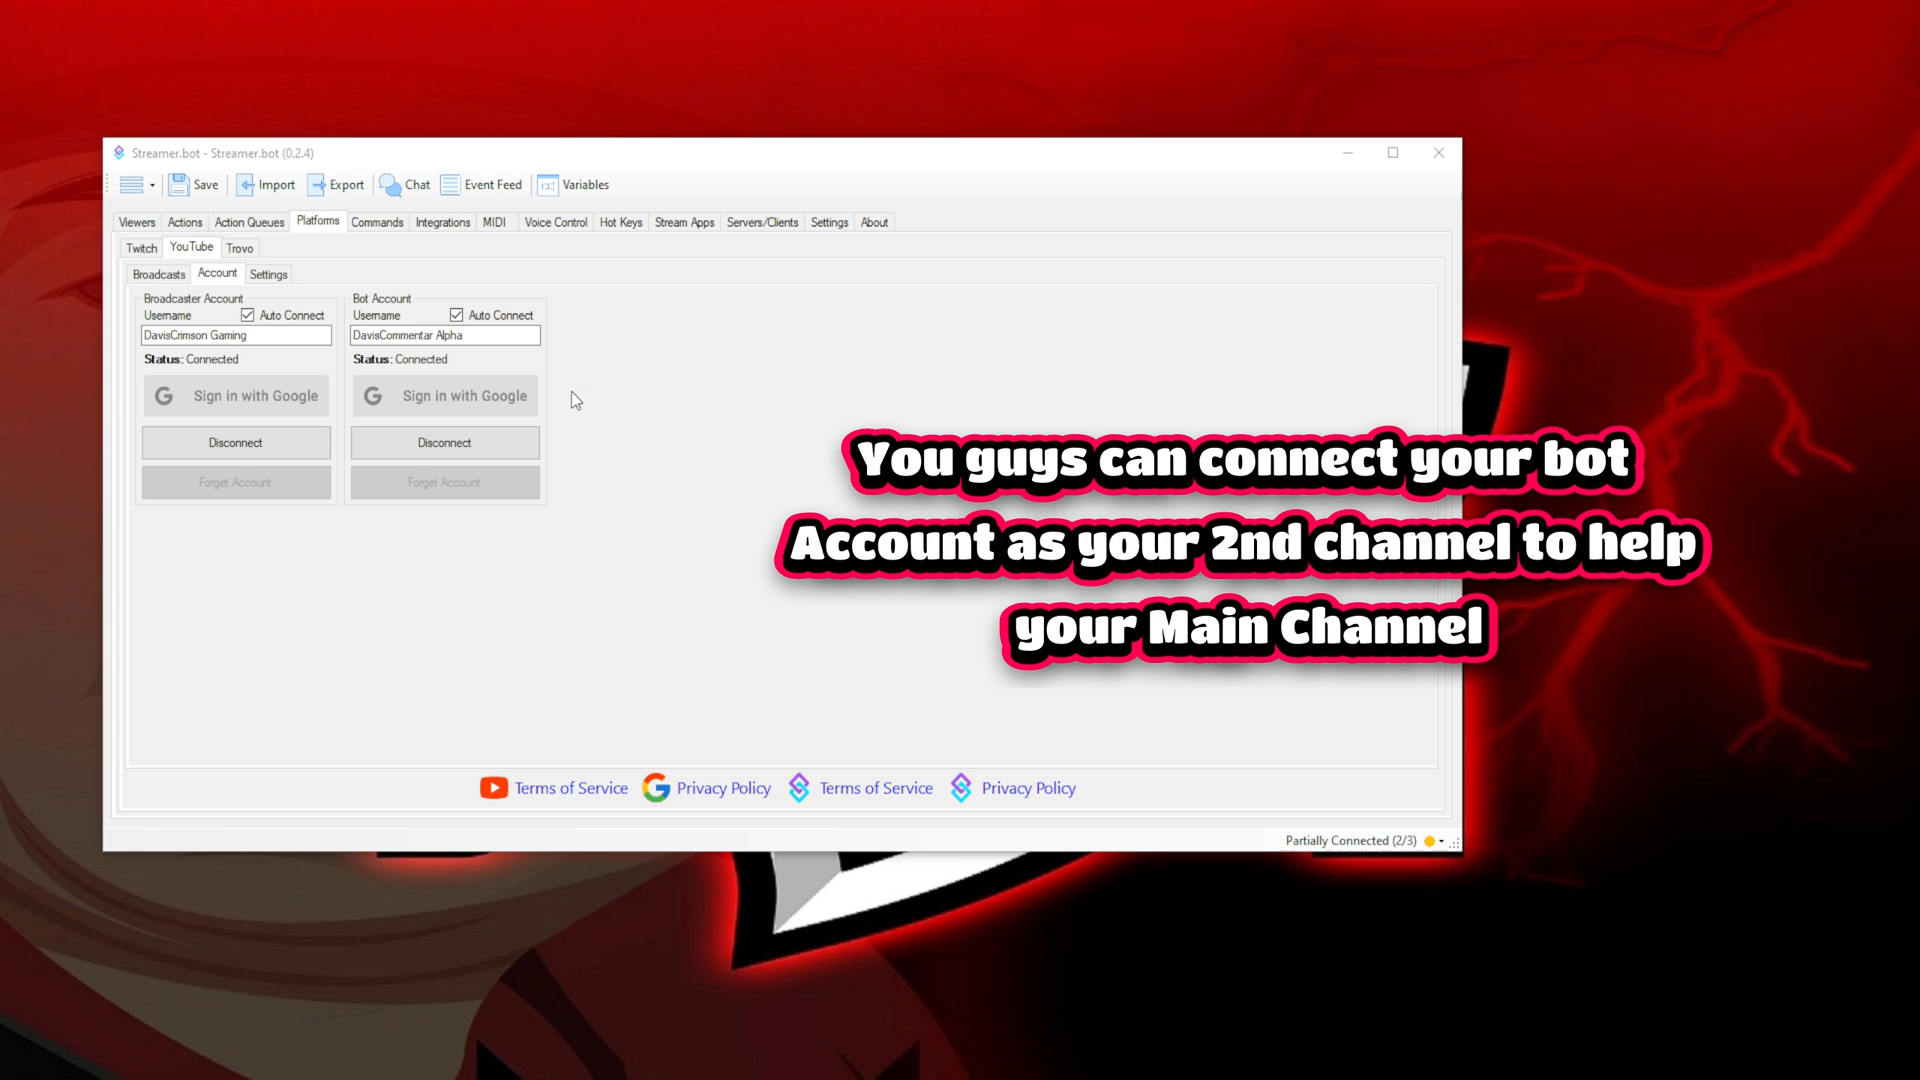 Streamer.bot - Streamer.bot (0.2.4)
Save Import Export Chat Event Feed Variables
Viewers Actions Action Queues Platforms Commands Integrations MIDI Voice Control Hot Keys Stream Apps Servers/Clients Settings About
Twitch YouTube Trovo
Broadcasts Account Settings
Broadcaster Account Bot Account
Username Auto Connect Username Auto Connect
DavisCrimson Gaming DavisCommentar Alpha
Status: Connected Status: Connected
Sign in with Google Sign in with Google
Disconnect Disconnect
Forget Account Forget Account
You guys can connect your bot
Account as your 2nd channel to help
your Main Channel
Terms of Service Privacy Policy Terms of Service Privacy Policy
Partially Connected (2/3)